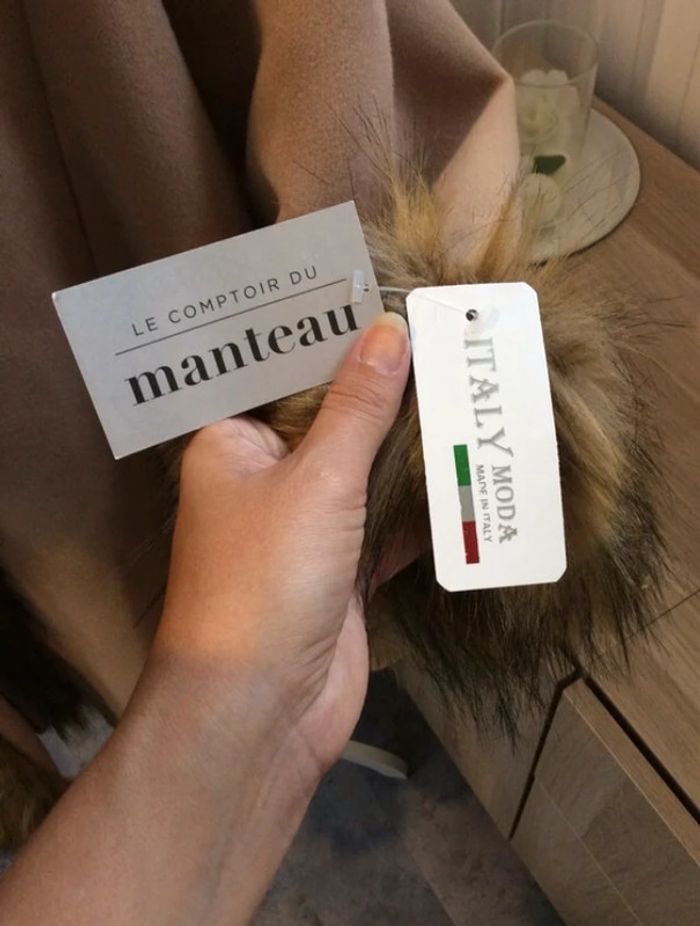 LE COMPTOIR DU
manteau
ITALY MODA
MADE IN ITALY